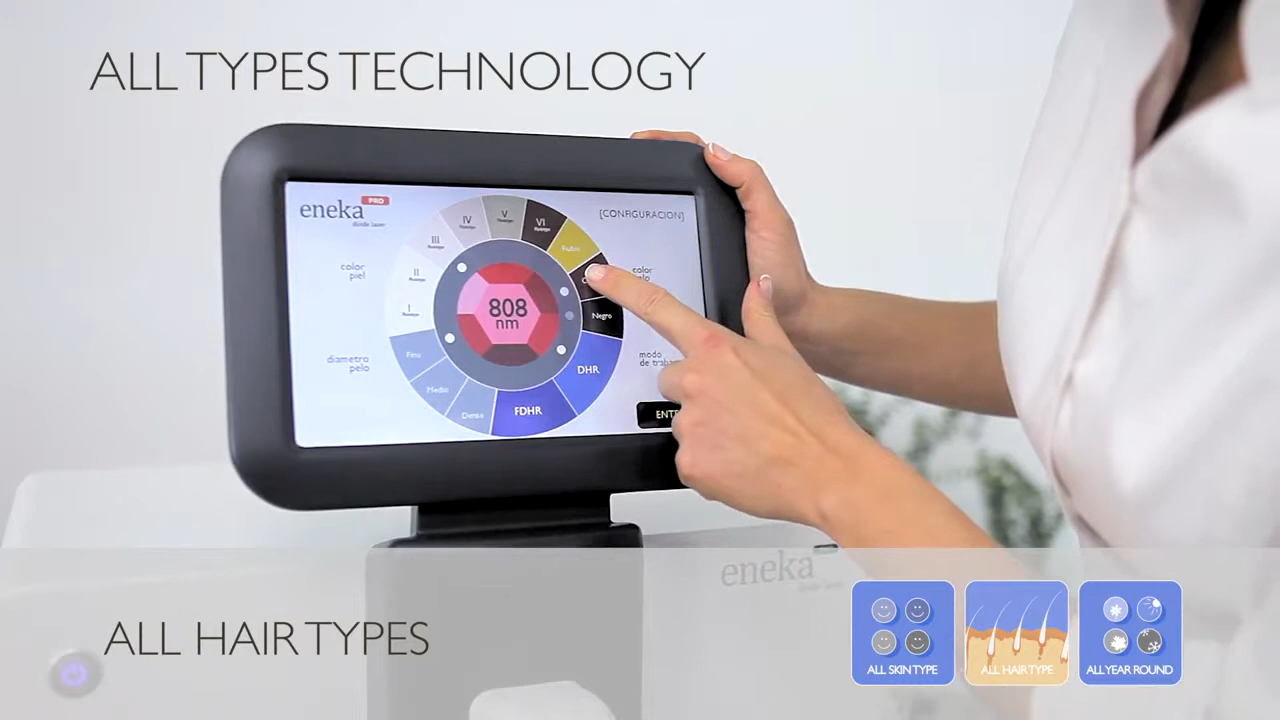 ALL TYPES TECHNOLOGY
eneka PRO
diode laser
[CONFIGURACION]
color
piel
I
II
III
IV
V
VI
Rubio
Negro
DHR
FDHR
Denso
Medio
Fino
808
nm
color
diametro
pelo
modo
eneka
ALL HAIR TYPES
ALL SKIN TYPE
ALL HAIR TYPE
ALL YEAR ROUND